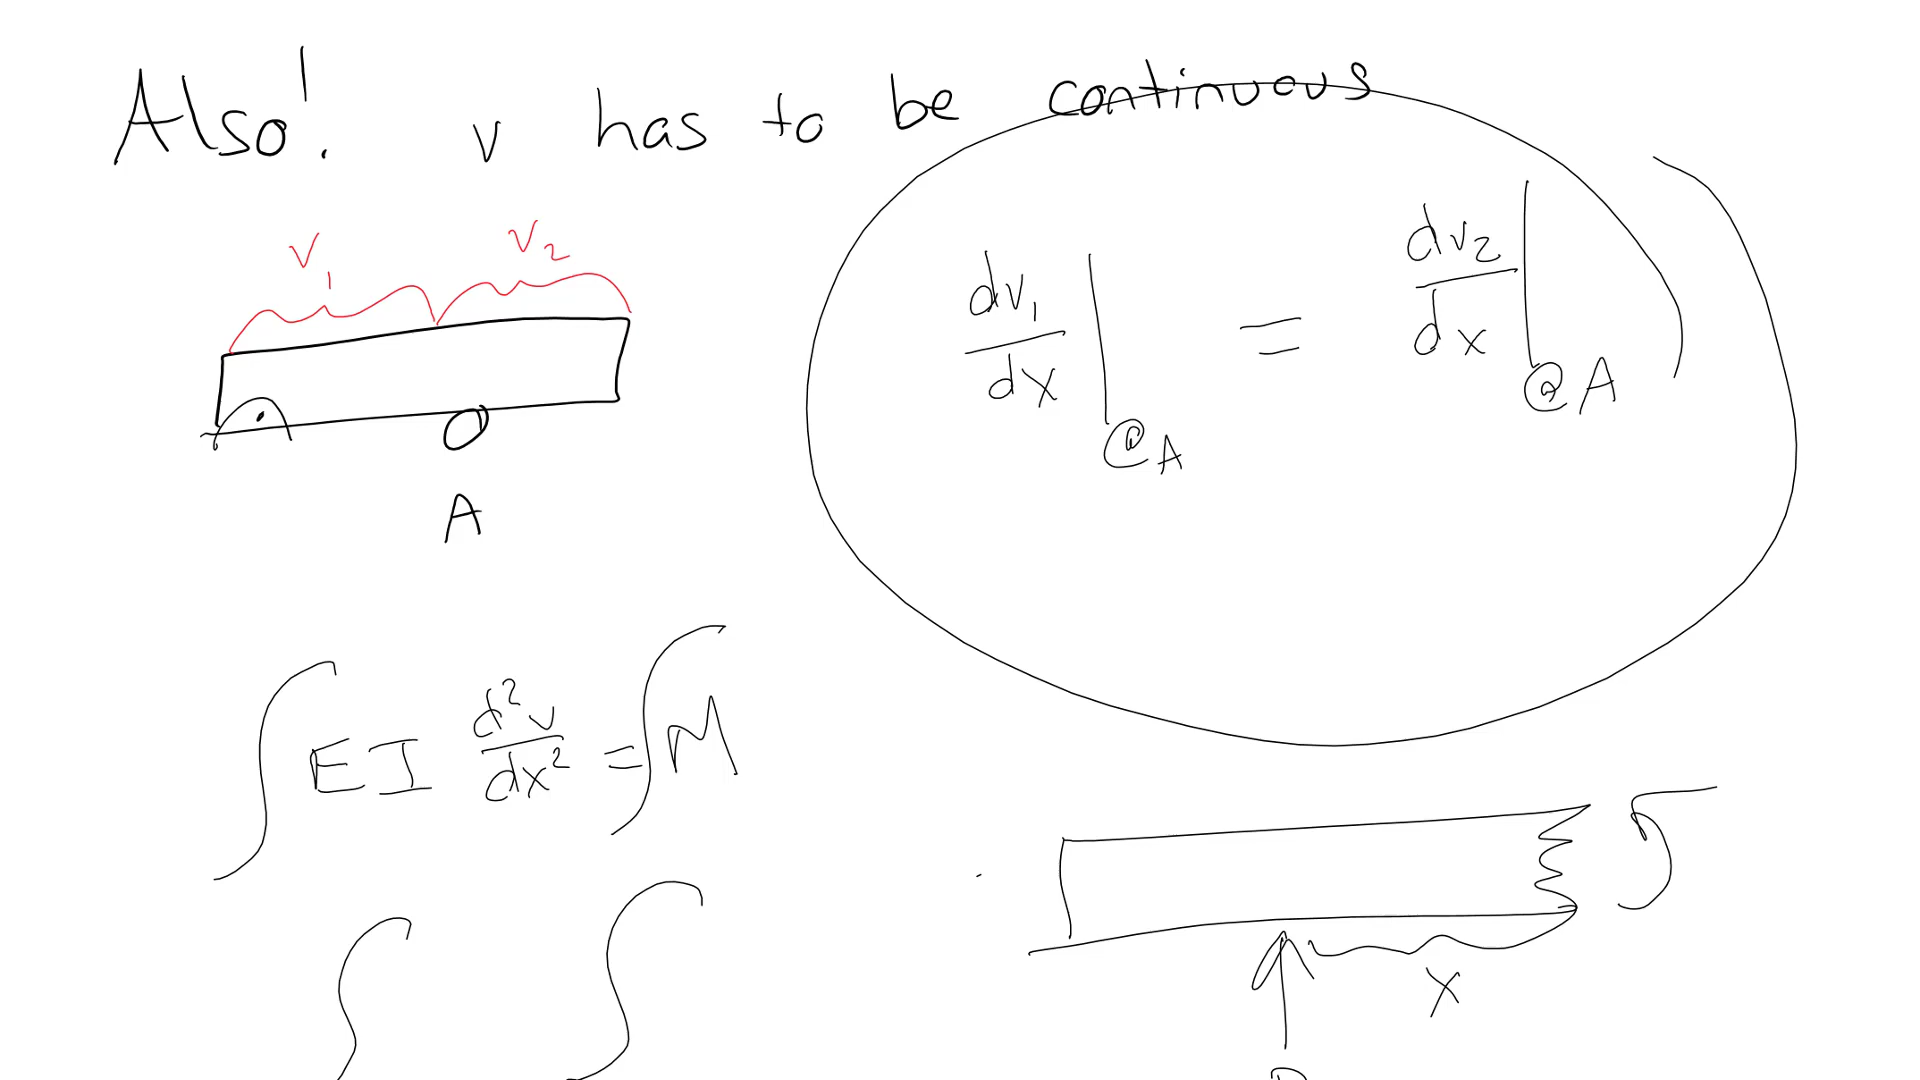 Also! v has to be continuous
v₁ v₂
dv₁/dx |@A = dv₂/dx |@A
A
∫ EI d²v/dx² = ∫ M
∫ ∫
x